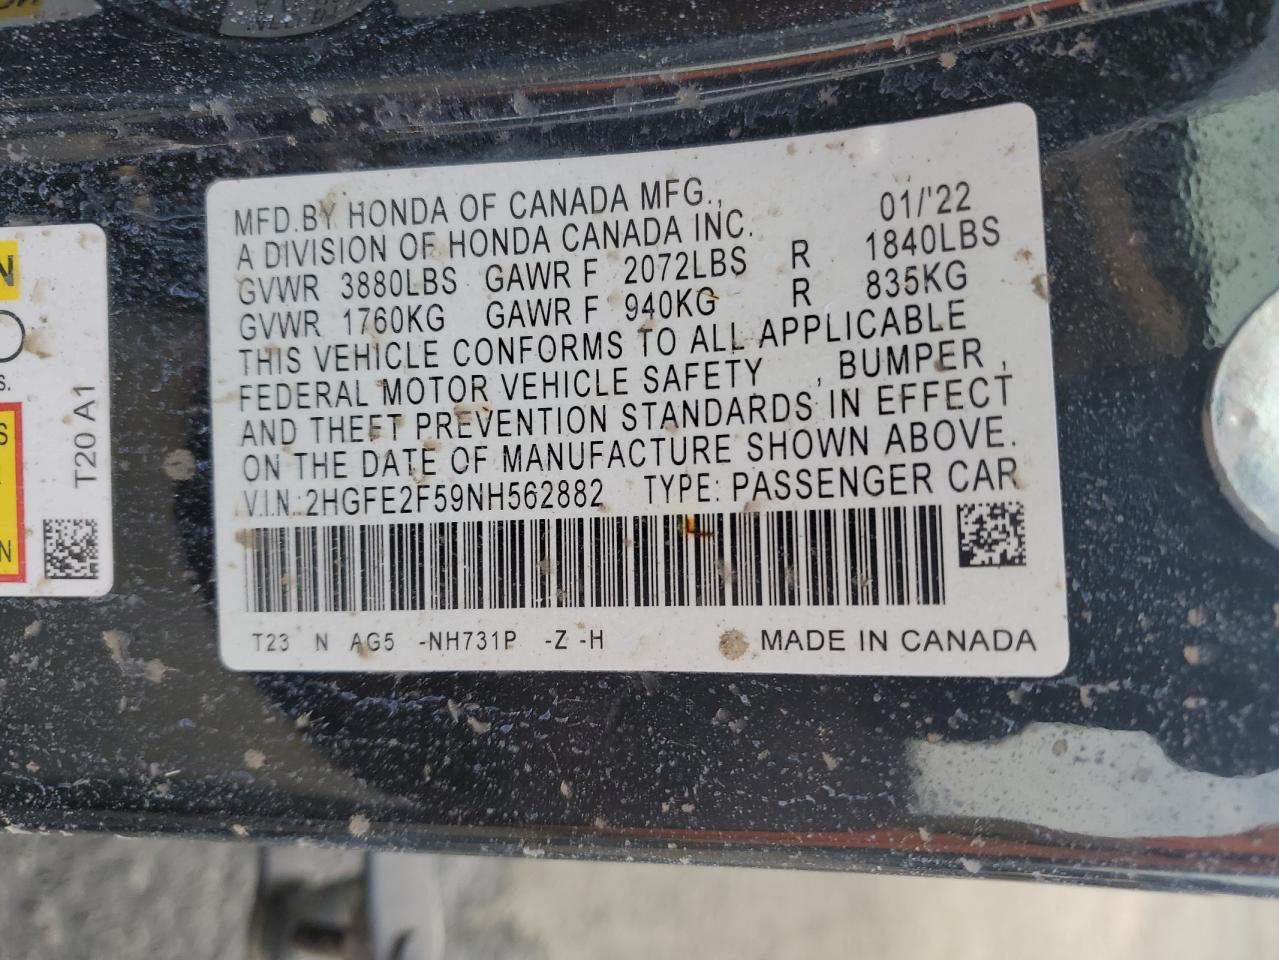 MFD.BY HONDA OF CANADA MFG., 01/'22
A DIVISION OF HONDA CANADA INC.
GVWR 3880LBS GAWR F 2072LBS R 1840LBS
GVWR 1760KG GAWR F 940KG R 835KG
THIS VEHICLE CONFORMS TO ALL APPLICABLE
FEDERAL MOTOR VEHICLE SAFETY , BUMPER ,
AND THEFT PREVENTION STANDARDS IN EFFECT
ON THE DATE OF MANUFACTURE SHOWN ABOVE.
V.I.N.:2HGFE2F59NH562882 TYPE: PASSENGER CAR
T23 N AG5 -NH731P -Z -H MADE IN CANADA
T20 A1